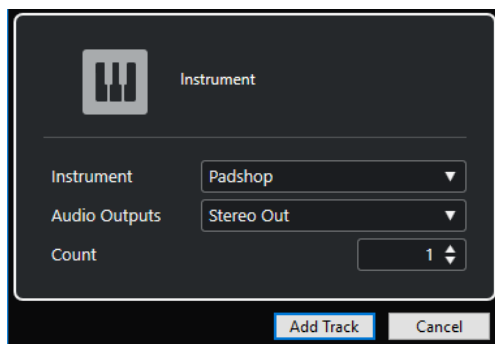 Instrument
Instrument Padshop
Audio Outputs Stereo Out
Count 1
Add Track Cancel